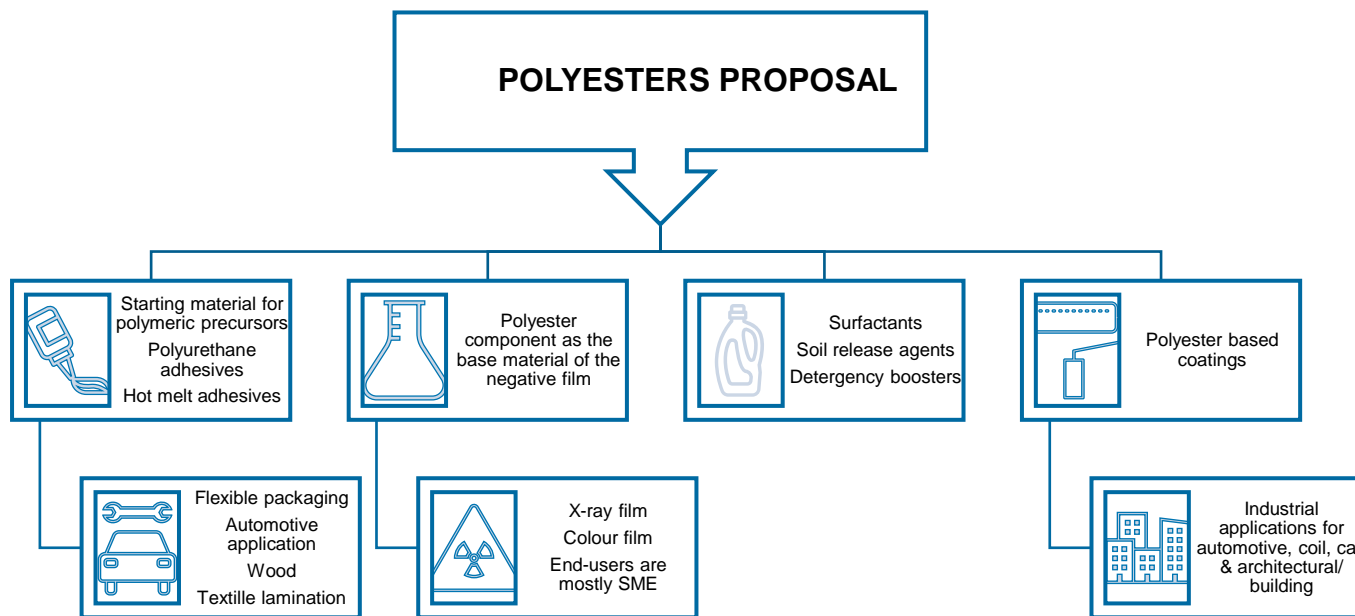 POLYESTERS PROPOSAL
Starting material for
polymeric precursors
Polyurethane
adhesives
Hot melt adhesives
Polyester
component as the
base material of the
negative film
Surfactants
Soil release agents
Detergency boosters
Polyester based
coatings
Flexible packaging
Automotive
application
Wood
Textille lamination
X-ray film
Colour film
End-users are
mostly SME
Industrial
applications for
automotive, coil,
& architectural/
building